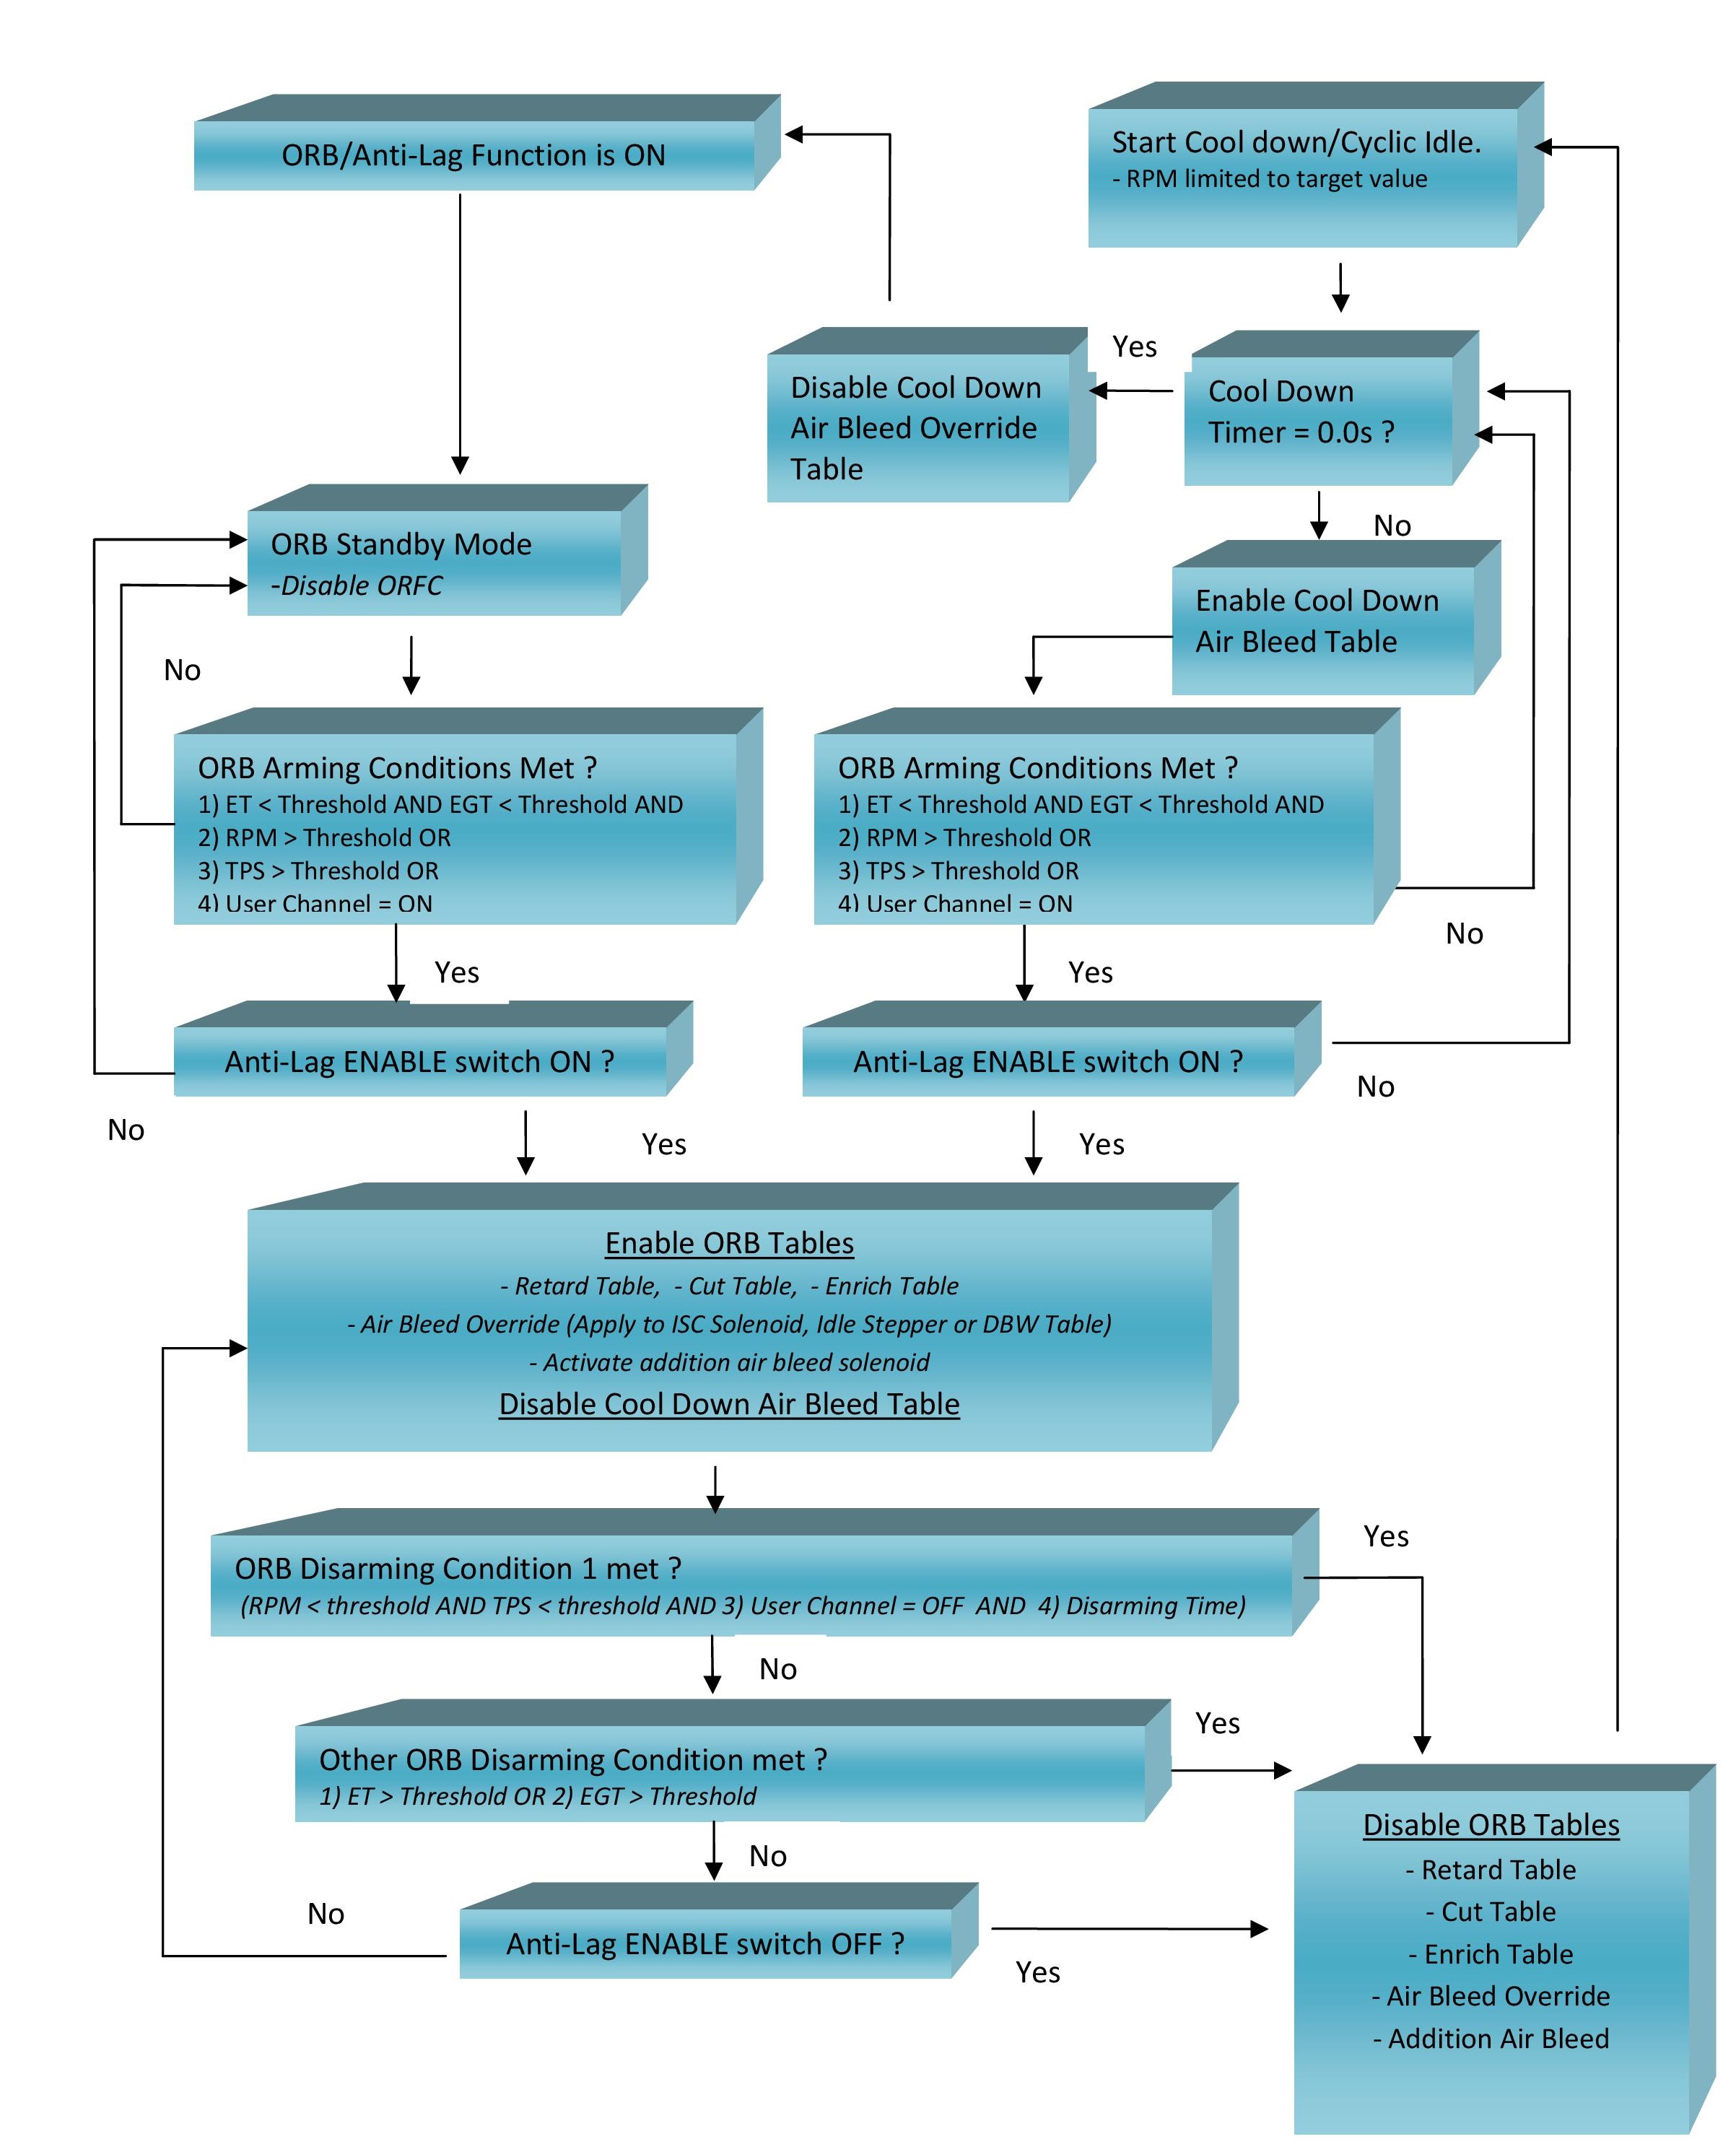 ORB/Anti-Lag Function is ON
Start Cool down/Cyclic Idle.
- RPM limited to target value
Disable Cool Down
Air Bleed Override
Table
Yes
Cool Down
Timer = 0.0s ?
No
Enable Cool Down
Air Bleed Table
ORB Standby Mode
-Disable ORFC
No
ORB Arming Conditions Met ?
1) ET < Threshold AND EGT < Threshold AND
2) RPM > Threshold OR
3) TPS > Threshold OR
4) User Channel = ON
ORB Arming Conditions Met ?
1) ET < Threshold AND EGT < Threshold AND
2) RPM > Threshold OR
3) TPS > Threshold OR
4) User Channel = ON
No
Yes
Yes
Anti-Lag ENABLE switch ON ?
Anti-Lag ENABLE switch ON ?
No
No
Yes
Yes
Enable ORB Tables
- Retard Table,  - Cut Table,  - Enrich Table
- Air Bleed Override (Apply to ISC Solenoid, Idle Stepper or DBW Table)
- Activate addition air bleed solenoid
Disable Cool Down Air Bleed Table
ORB Disarming Condition 1 met ?
(RPM < threshold AND TPS < threshold AND 3) User Channel = OFF  AND  4) Disarming Time)
Yes
No
Other ORB Disarming Condition met ?
1) ET > Threshold OR 2) EGT > Threshold
Yes
No
Anti-Lag ENABLE switch OFF ?
No
Yes
Disable ORB Tables
- Retard Table
- Cut Table
- Enrich Table
- Air Bleed Override
- Addition Air Bleed